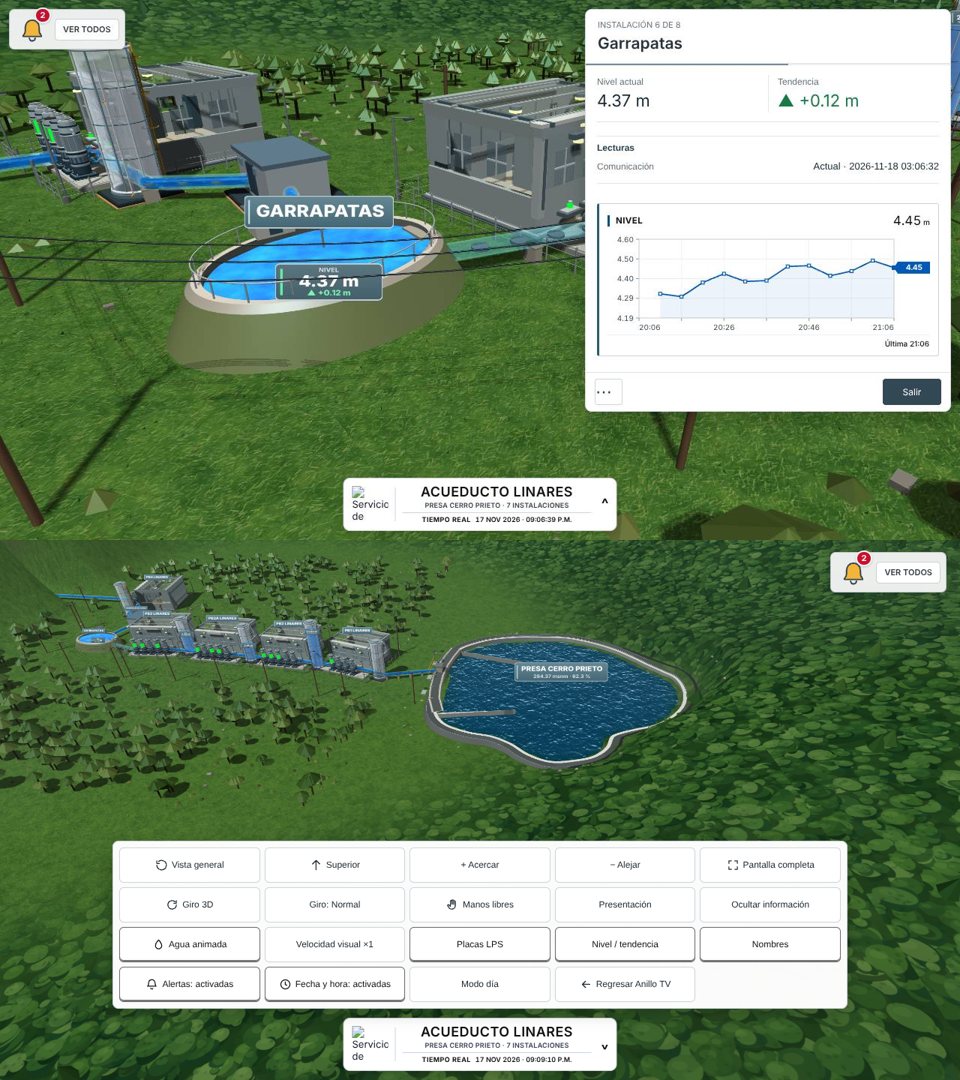 2
VER TODOS
GARRAPATAS
NIVEL
4.37 m
▲ +0.12 m
INSTALACIÓN 6 DE 8
Garrapatas
Nivel actual
4.37 m
Tendencia
▲ +0.12 m
Lecturas
Comunicación
Actual · 2026-11-18 03:06:32
NIVEL
4.45 m
4.60
4.50
4.40
4.29
4.19
4.45
20:06
20:26
20:46
21:06
Última 21:06
...
Salir
Servicio
de
ACUEDUCTO LINARES
PRESA CERRO PRIETO · 7 INSTALACIONES
TIEMPO REAL 17 NOV 2026 · 09:06:39 P.M.
2
VER TODOS
PRESA CERRO PRIETO
Vista general
Superior
+ Acercar
− Alejar
Pantalla completa
Giro 3D
Giro: Normal
Manos libres
Presentación
Ocultar información
Agua animada
Velocidad visual ×1
Placas LPS
Nivel / tendencia
Nombres
Alertas: activadas
Fecha y hora: activadas
Modo día
Regresar Anillo TV
Servicio
de
ACUEDUCTO LINARES
PRESA CERRO PRIETO · 7 INSTALACIONES
TIEMPO REAL 17 NOV 2026 · 09:09:10 P.M.